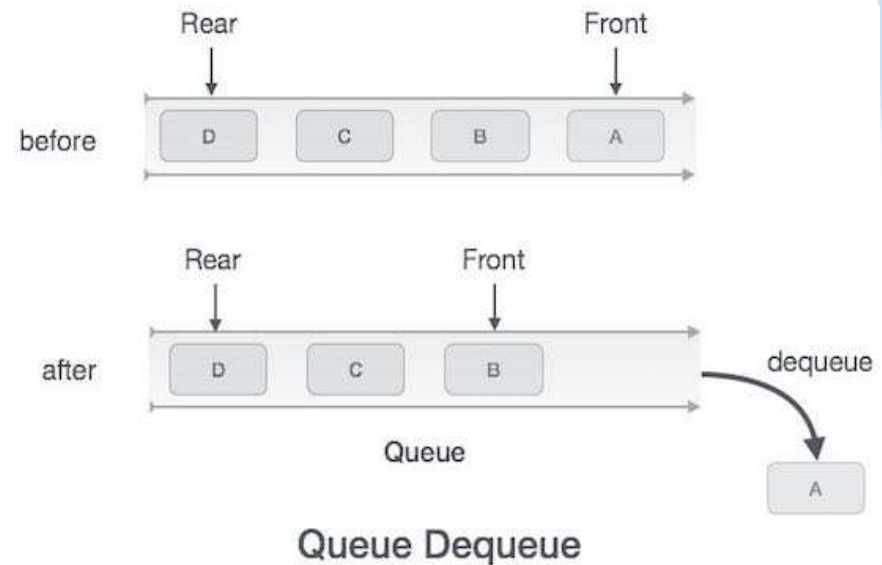 Rear Front
before D C B A
Rear Front
after D C B dequeue
Queue
A
Queue Dequeue